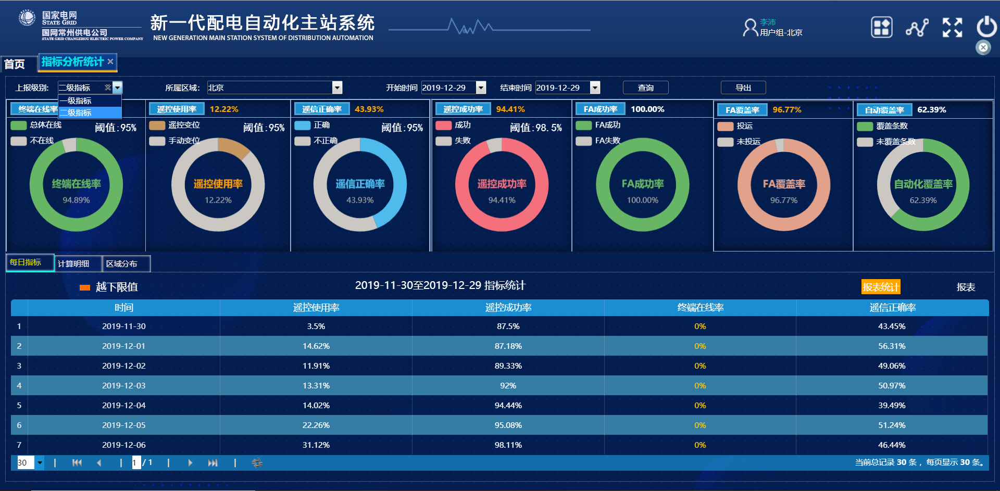 国家电网
STATE GRID
国网常州供电公司
STATE GRID CHANGZHOU ELECTRIC POWER COMPANY
新一代配电自动化主站系统
NEW GENERATION MAIN STATION SYSTEM OF DISTRIBUTION AUTOMATION
李沛
用户组-北京
首页
指标分析统计
上报级别: 二级指标 所属区域: 北京 开始时间 2019-12-29 结束时间 2019-12-29 查询 导出
一级指标
二级指标
终端在线率
总体在线
不在线
阈值:95%
终端在线率
94.89%
遥控使用率 12.22%
遥控变位
手动变位
阈值:95%
遥控使用率
12.22%
遥信正确率 43.93%
正确
不正确
阈值:95%
遥信正确率
43.93%
遥控成功率 94.41%
成功
失败
阈值:98.5%
遥控成功率
94.41%
FA成功率 100.00%
FA成功
FA失败
FA成功率
100.00%
FA覆盖率 96.77%
投运
未投运
FA覆盖率
96.77%
自动覆盖率 62.39%
覆盖条数
未覆盖条数
自动化覆盖率
62.39%
每日指标 计算明细 区域分布
越下限值
2019-11-30至2019-12-29 指标统计
报表统计 报表
时间 遥控使用率 遥控成功率 终端在线率 遥信正确率
1 2019-11-30 3.5% 87.5% 0% 43.45%
2 2019-12-01 14.62% 87.18% 0% 56.31%
3 2019-12-02 11.91% 89.33% 0% 49.06%
4 2019-12-03 13.31% 92% 0% 50.97%
5 2019-12-04 14.02% 94.44% 0% 39.49%
6 2019-12-05 22.26% 95.08% 0% 51.24%
7 2019-12-06 31.12% 98.11% 0% 46.44%
30 | | 1 / 1 | | 当前总记录 30 条 , 每页显示 30 条。